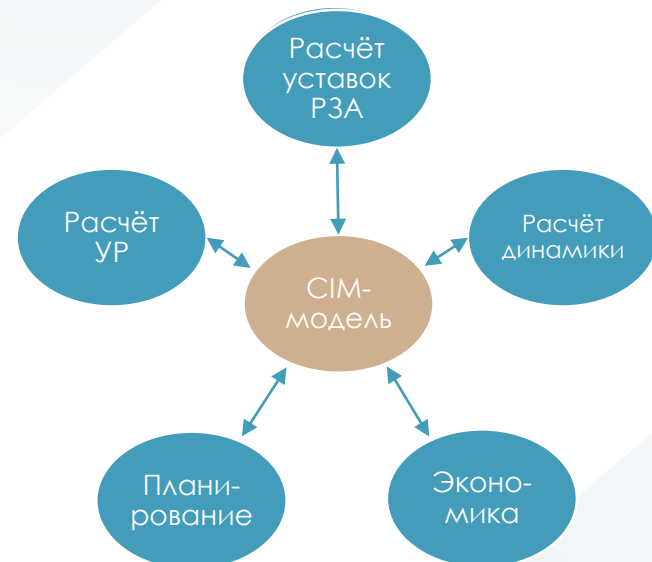 Расчёт
уставок
РЗА
Расчёт
УР
Расчёт
динамики
CIM-
модель
Плани-
рование
Эконо-
мика